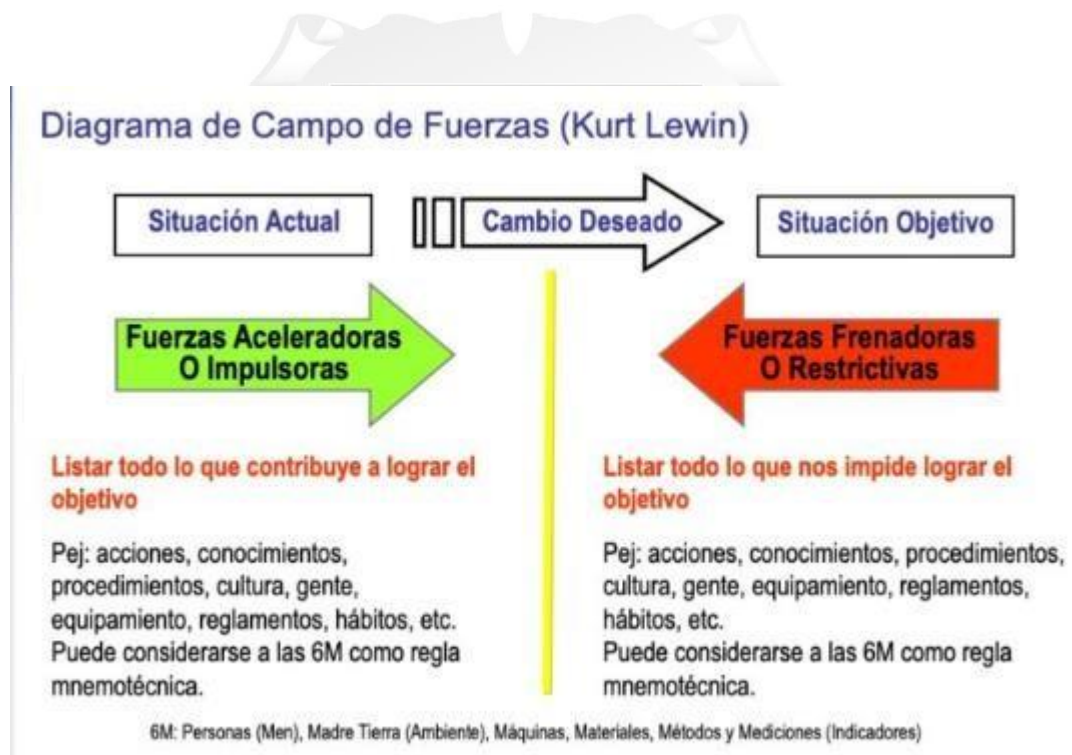 Diagrama de Campo de Fuerzas (Kurt Lewin)
Situación Actual
Cambio Deseado
Situación Objetivo
Fuerzas Aceleradoras
O Impulsoras
Fuerzas Frenadoras
O Restrictivas
Listar todo lo que contribuye a lograr el
objetivo
Pej: acciones, conocimientos,
procedimientos, cultura, gente,
equipamiento, reglamentos, hábitos, etc.
Puede considerarse a las 6M como regla
mnemotécnica.
Listar todo lo que nos impide lograr el
objetivo
Pej: acciones, conocimientos, procedimientos,
cultura, gente, equipamiento, reglamentos,
hábitos, etc.
Puede considerarse a las 6M como regla
mnemotécnica.
6M: Personas (Men), Madre Tierra (Ambiente), Máquinas, Materiales, Métodos y Mediciones (Indicadores)